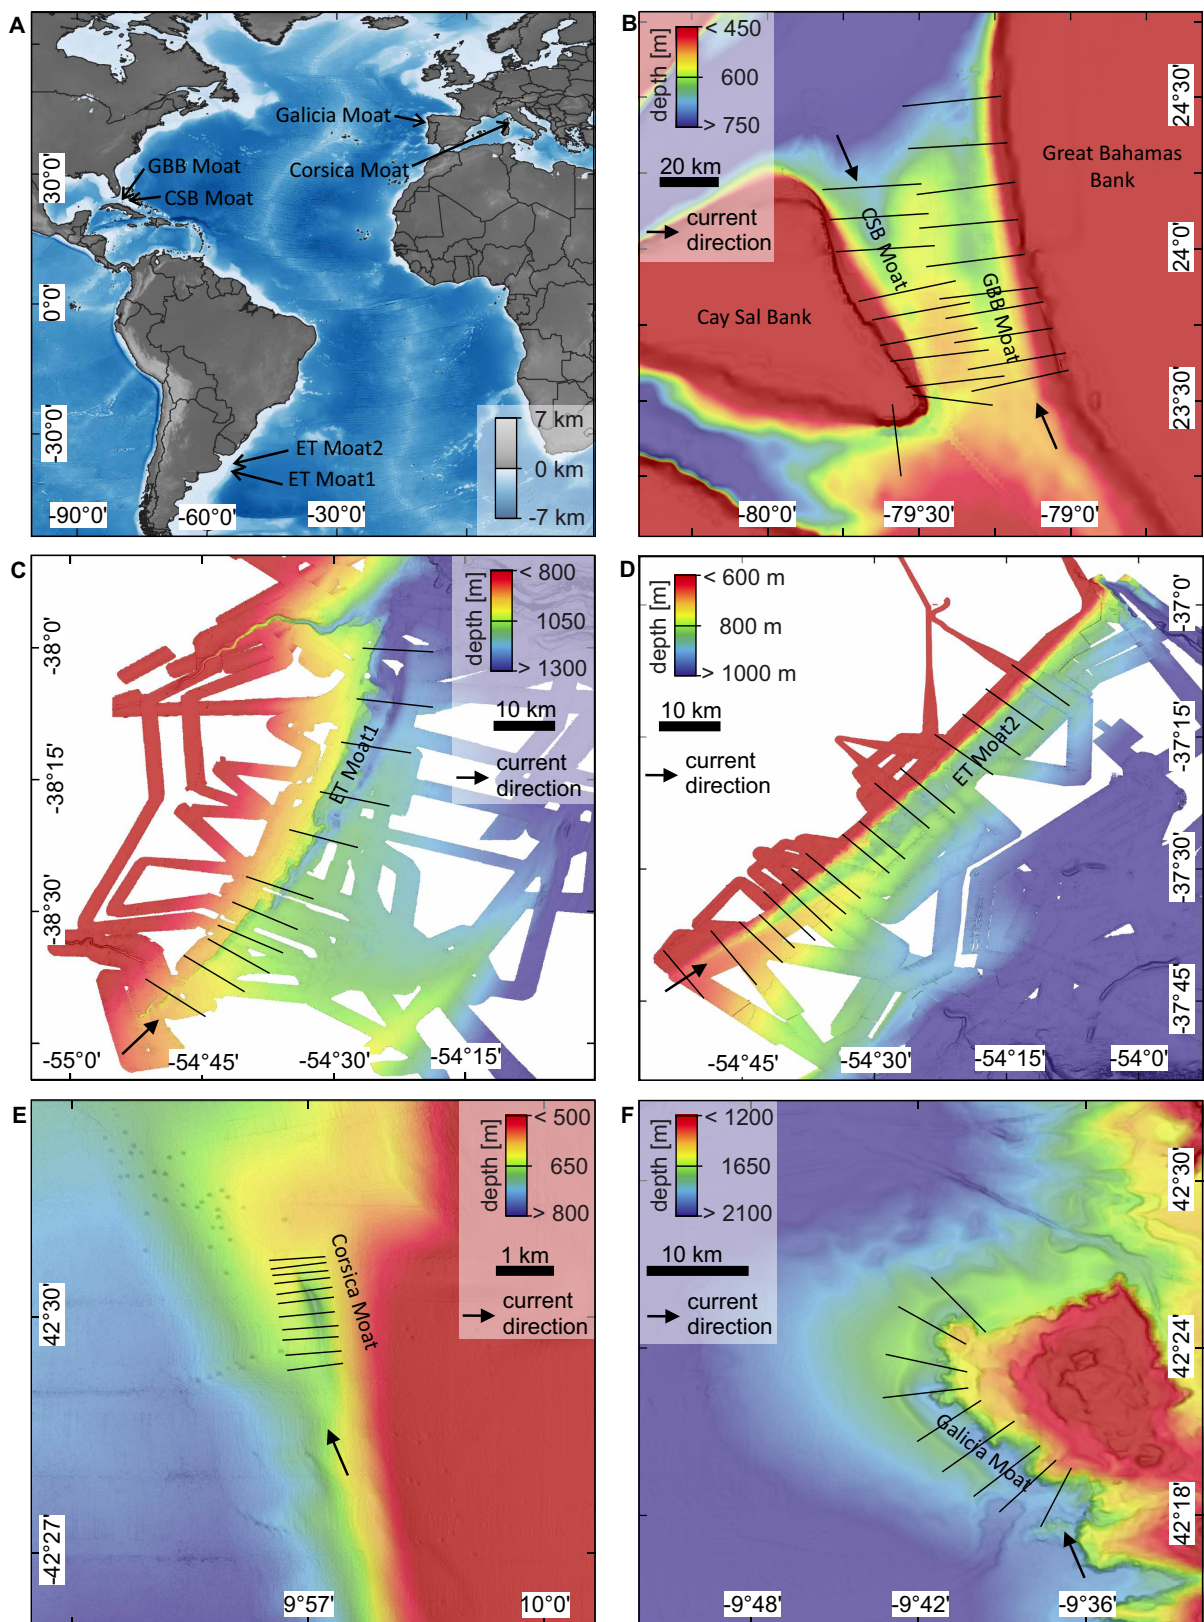 A
Galicia Moat
Corsica Moat
GBB Moat
CSB Moat
ET Moat2
ET Moat1
30°0'
0°0'
-30°0'
-90°0'
-60°0'
-30°0'
7 km
0 km
-7 km
B
depth [m]
< 450
600
> 750
20 km
current
direction
Great Bahamas
Bank
Cay Sal Bank
CSB Moat
GBB Moat
24°30'
24°0'
23°30'
-80°0'
-79°30'
-79°0'
C
depth [m]
< 800
1050
> 1300
10 km
current
direction
ET Moat1
-38°0'
-38°15'
-38°30'
-55°0'
-54°45'
-54°30'
-54°15'
D
depth [m]
< 600 m
800 m
> 1000 m
10 km
current
direction
ET Moat2
-37°0'
-37°15'
-37°30'
-37°45'
-54°45'
-54°30'
-54°15'
-54°0'
E
depth [m]
< 500
650
> 800
1 km
current
direction
Corsica Moat
42°30'
42°27'
9°57'
10°0'
F
depth [m]
< 1200
1650
> 2100
10 km
current
direction
Galicia Moat
42°30'
42°24'
42°18'
-9°48'
-9°42'
-9°36'